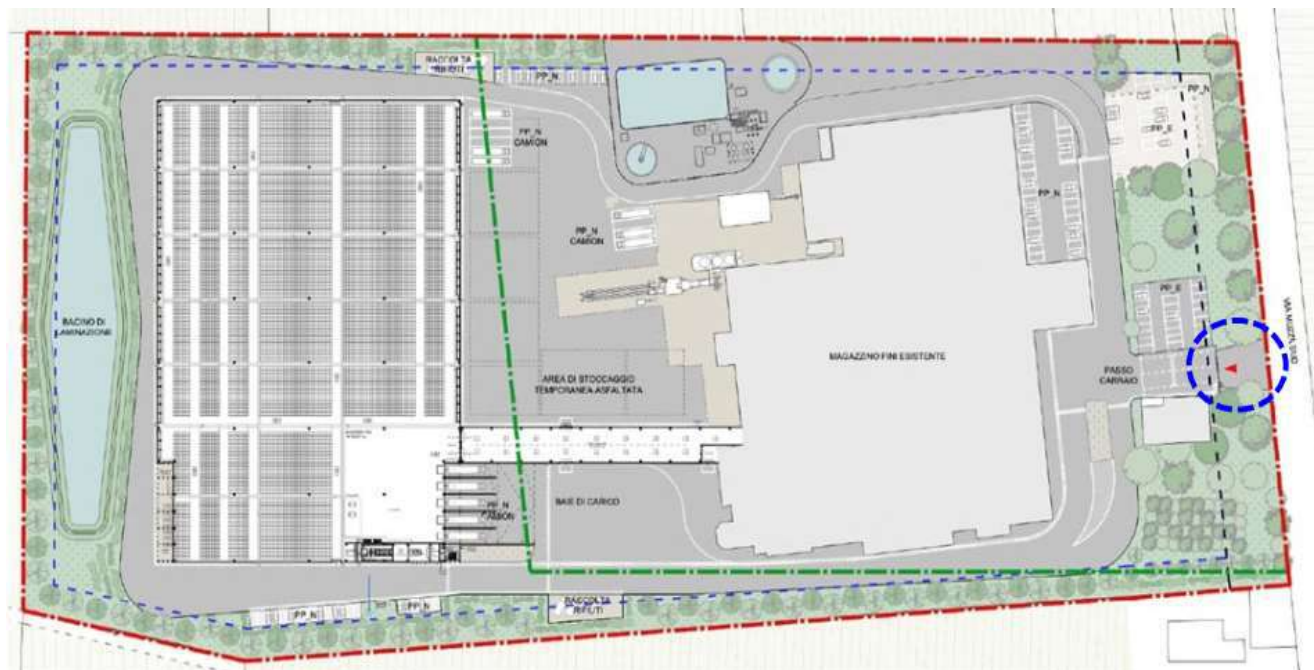 RACCOLTA
RIFIUTI
PP_N
PP_N
PP_E
PP_N
CAMION
PP_N
PP_N
CAMION
BACINO DI
LAMINAZIONE
PP_E
MAGAZZINO FINI ESISTENTE
PASSO
CARRAIO
AREA DI STOCCAGGIO
TEMPORANEA ASFALTATA
PP_N
CAMION
BAIE DI CARICO
RACCOLTA
RIFIUTI
PP_N
PP_N